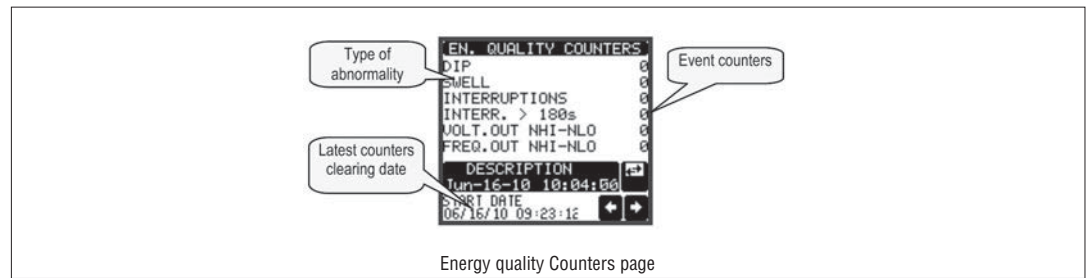 Type of
abnormality
EN. QUALITY COUNTERS
DIP 0
SWELL 0
INTERRUPTIONS 0
INTERR. > 180s 0
VOLT.OUT NHI-NLO 0
FREQ.OUT NHI-NLO 0
Event counters
Latest counters
clearing date
DESCRIPTION
Jun-16-10 10:04:
START DATE
06/16/10 09:23:12
Energy quality Counters page